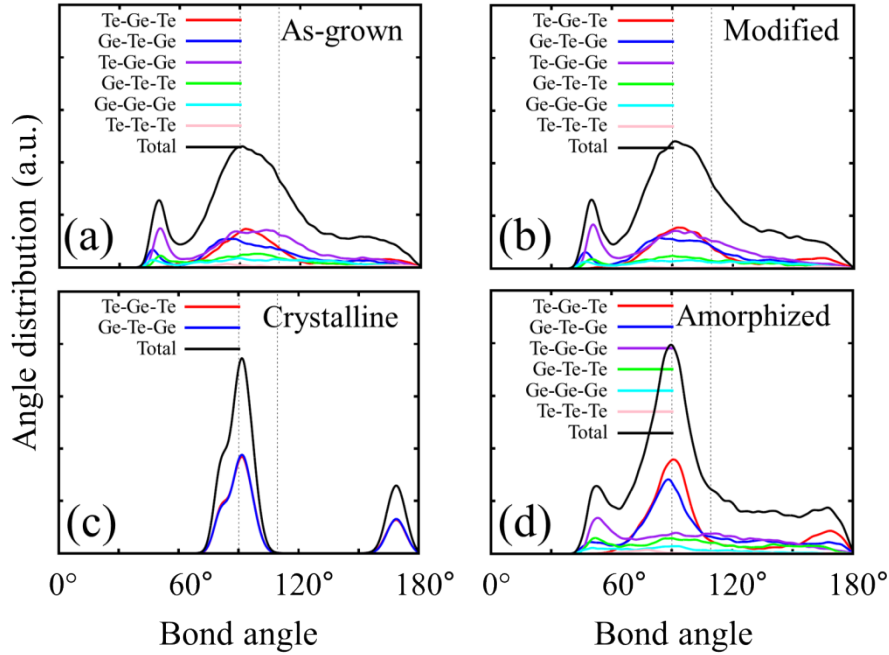 As-grown
Te-Ge-Te
Ge-Te-Ge
Te-Ge-Ge
Ge-Te-Te
Ge-Ge-Ge
Te-Te-Te
Total
(a)
Modified
Te-Ge-Te
Ge-Te-Ge
Te-Ge-Ge
Ge-Te-Te
Ge-Ge-Ge
Te-Te-Te
Total
(b)
Angle distribution (a.u.)
Crystalline
Te-Ge-Te
Ge-Te-Ge
Total
(c)
0° 60° 120° 180°
Bond angle
Amorphized
Te-Ge-Te
Ge-Te-Ge
Te-Ge-Ge
Ge-Te-Te
Ge-Ge-Ge
Te-Te-Te
Total
(d)
0° 60° 120° 180°
Bond angle